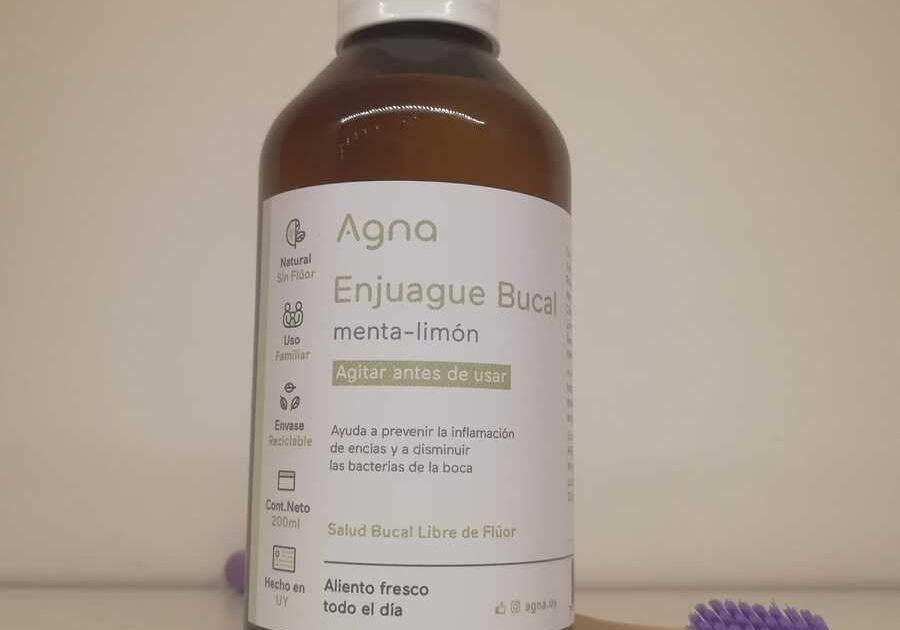 Agna
Enjuague Bucal
menta-limón
Agitar antes de usar
Ayuda a prevenir la inflamación
de encías y a disminuir
las bacterias de la boca
Salud Bucal Libre de Flúor
Aliento fresco
todo el día
agna.uy
Natural
Sin Flúor
Uso
Familiar
Envase
Reciclable
Cont.Neto
200ml
Hecho en
UY